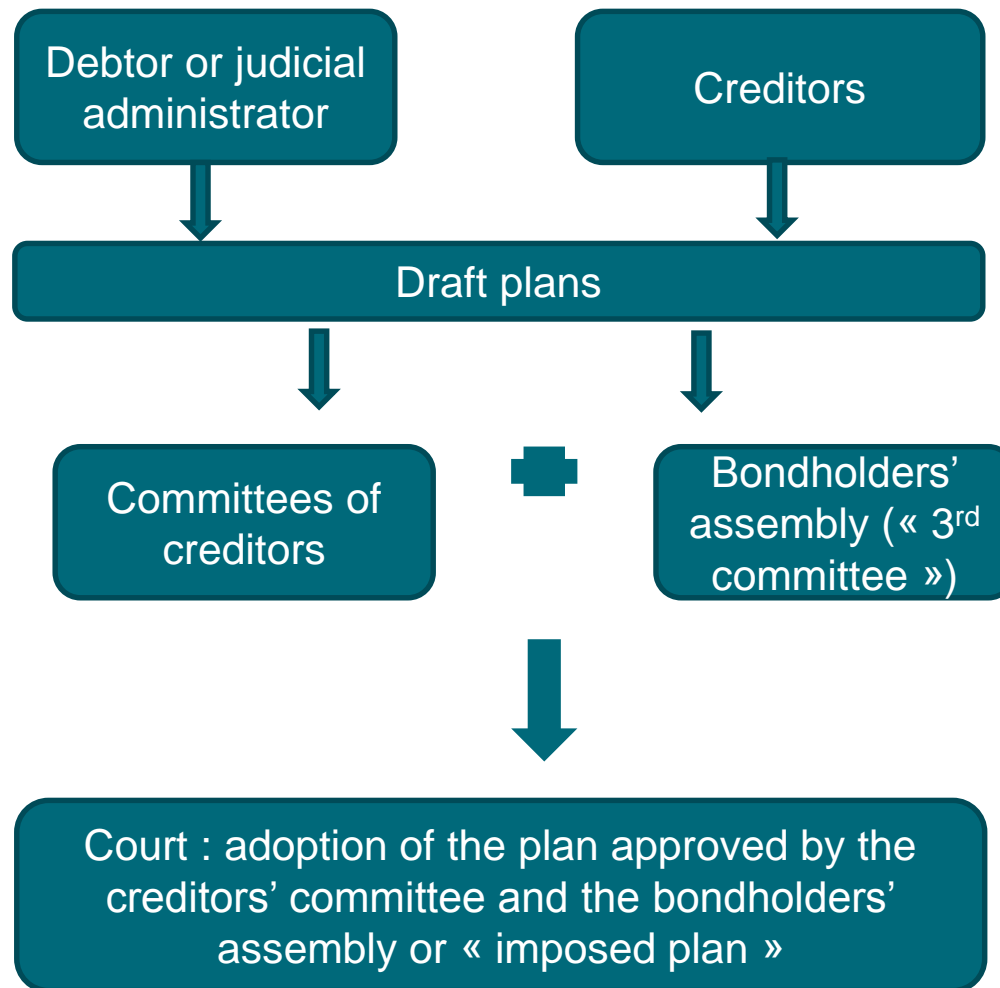 Debtor or judicial
administrator
Creditors
Draft plans
Committees of
creditors
Bondholders’
assembly (« 3rd
committee »)
Court : adoption of the plan approved by the
creditors’ committee and the bondholders’
assembly or « imposed plan »